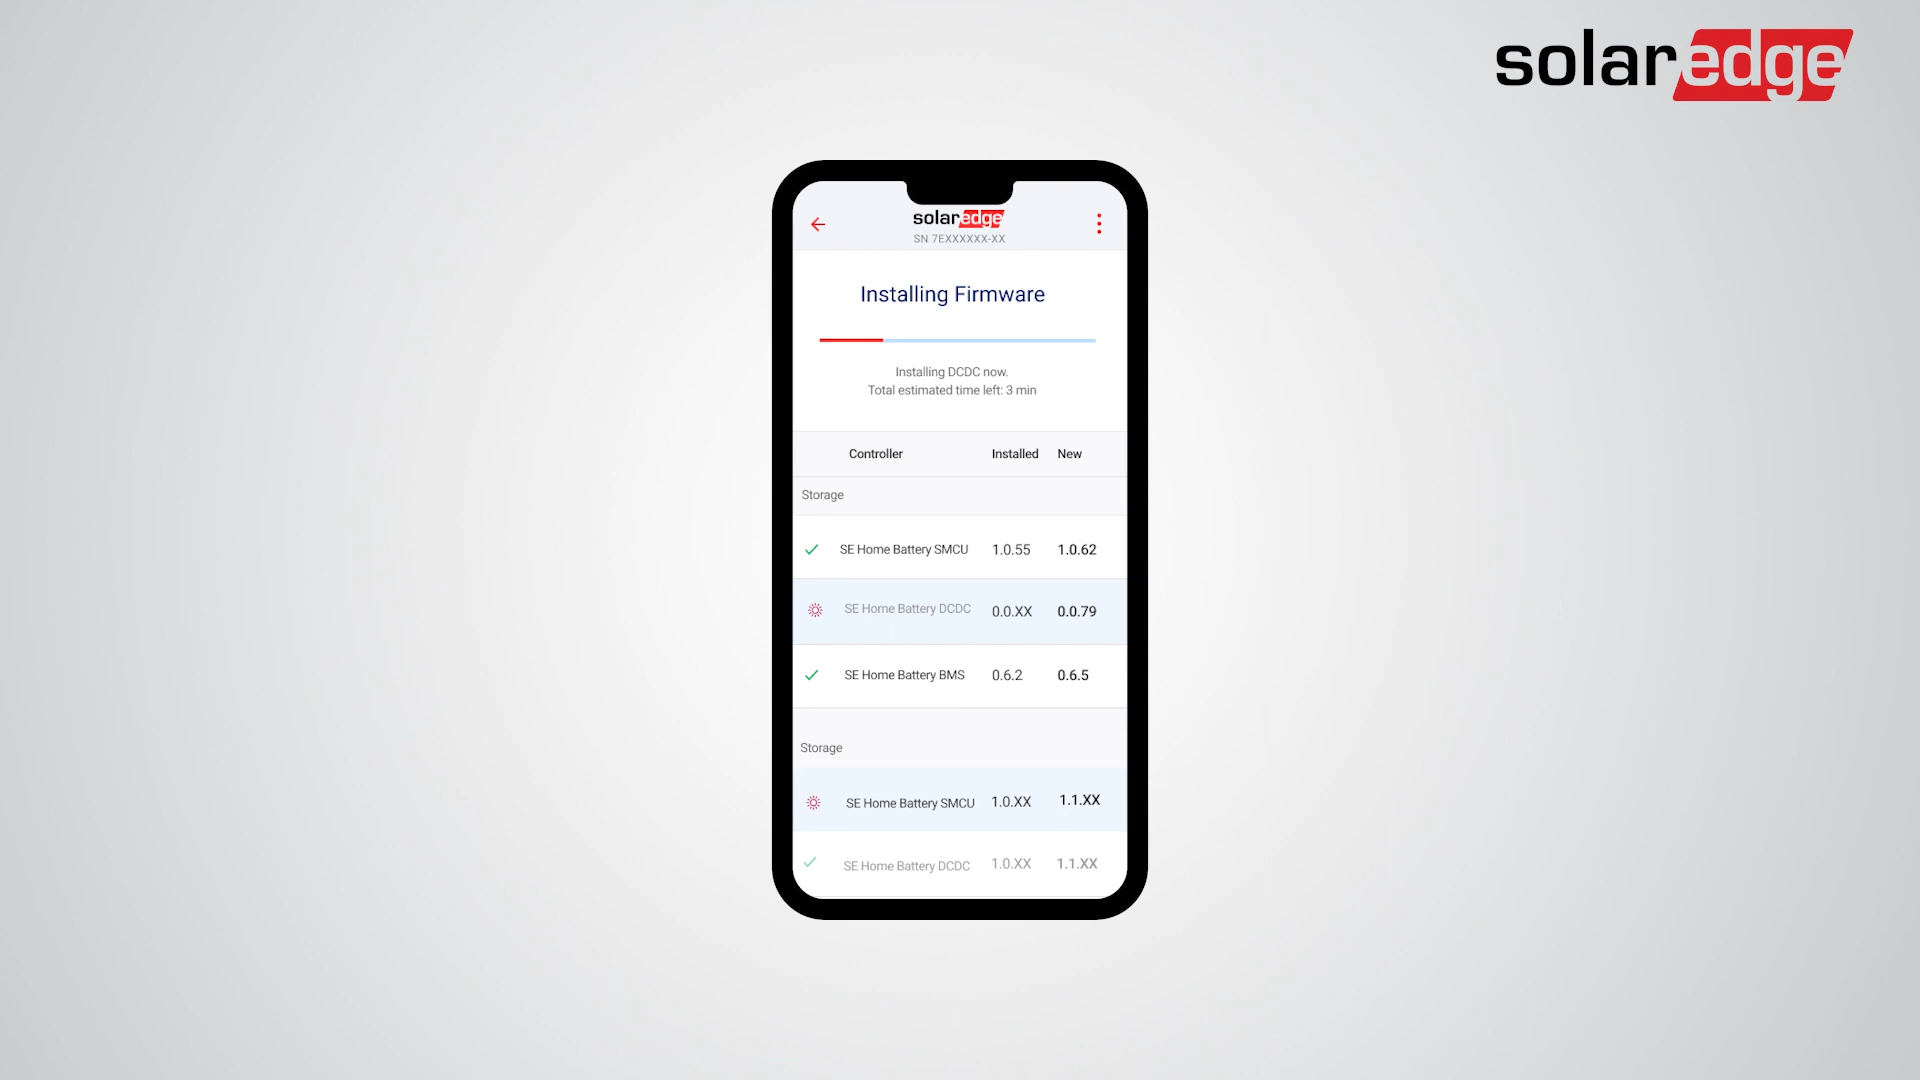 solaredge
solaredge
SN 7EXXXXXX-XX
Installing Firmware
Installing DCDC now.
Total estimated time left: 3 min
Controller Installed New
Storage
SE Home Battery SMCU 1.0.55 1.0.62
SE Home Battery DCDC 0.0.XX 0.0.79
SE Home Battery BMS 0.6.2 0.6.5
Storage
SE Home Battery SMCU 1.0.XX 1.1.XX
SE Home Battery DCDC 1.0.XX 1.1.XX